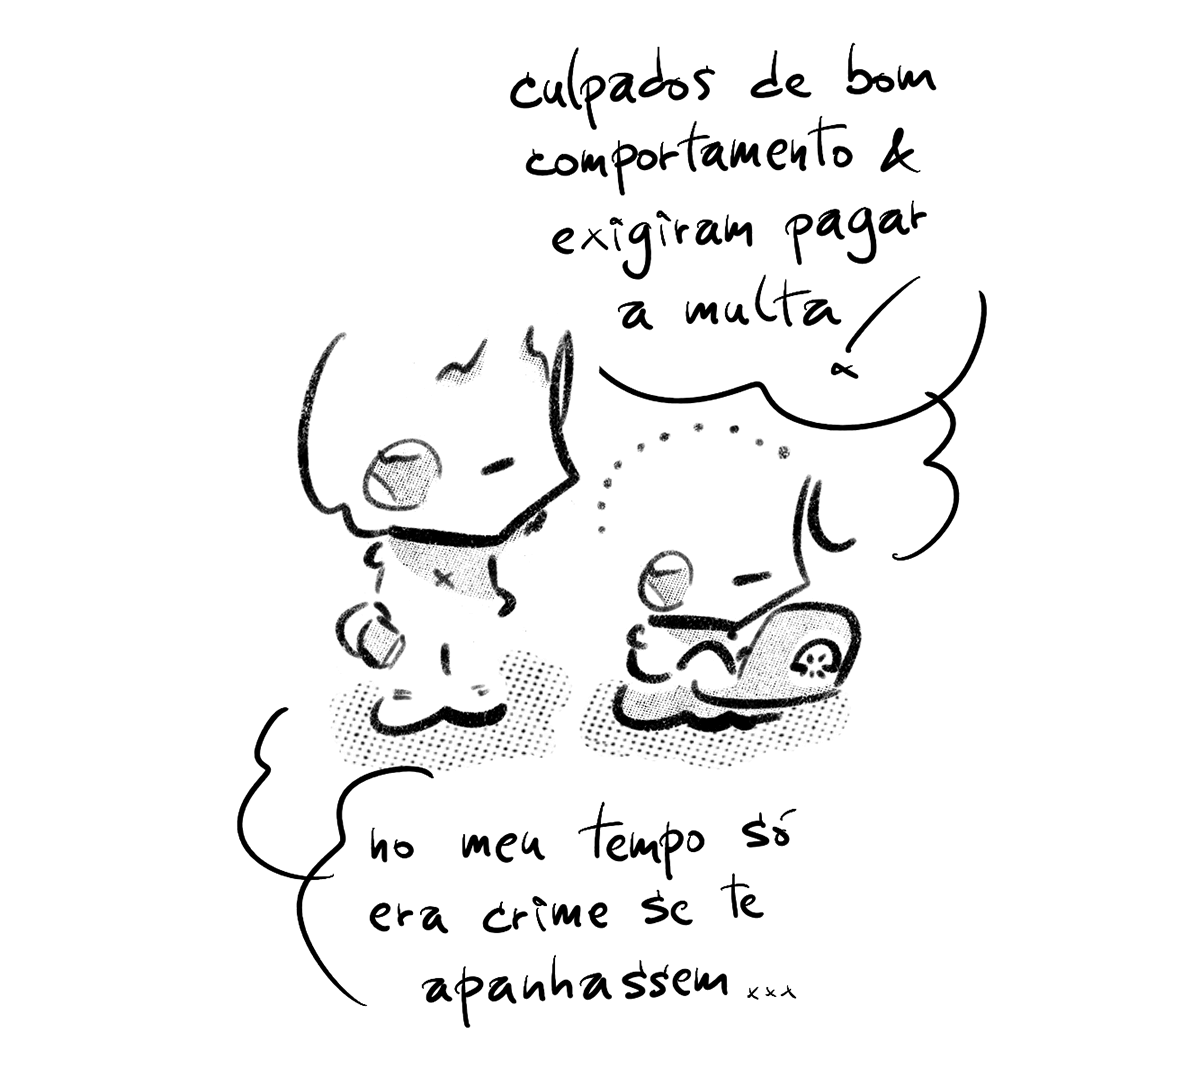 culpados de bom
comportamento &
exigiram pagar
a multa!
no meu tempo só
era crime se te
apanhassem...